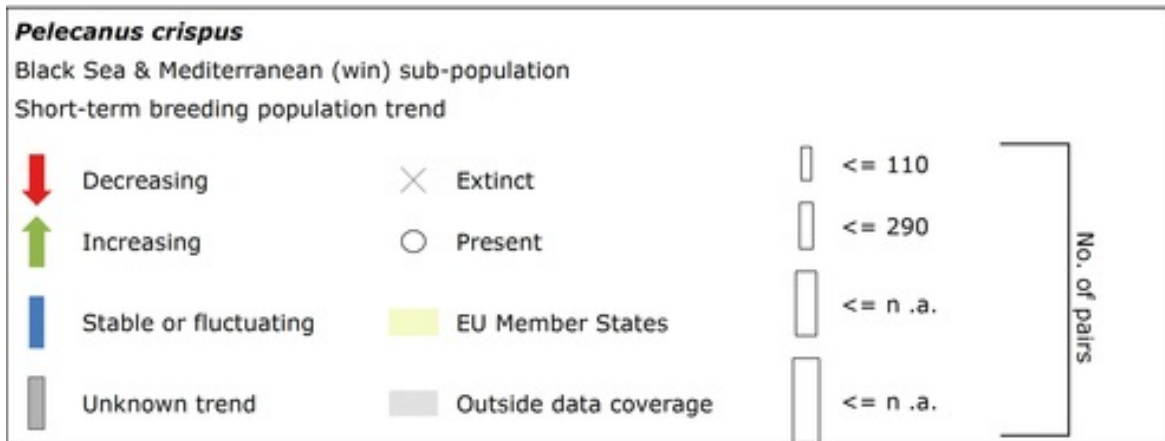 Pelecanus crispus
Black Sea & Mediterranean (win) sub-population
Short-term breeding population trend
Decreasing
Extinct
<= 110
Increasing
Present
<= 290
Stable or fluctuating
EU Member States
<= n .a.
Unknown trend
Outside data coverage
<= n .a.
No. of pairs